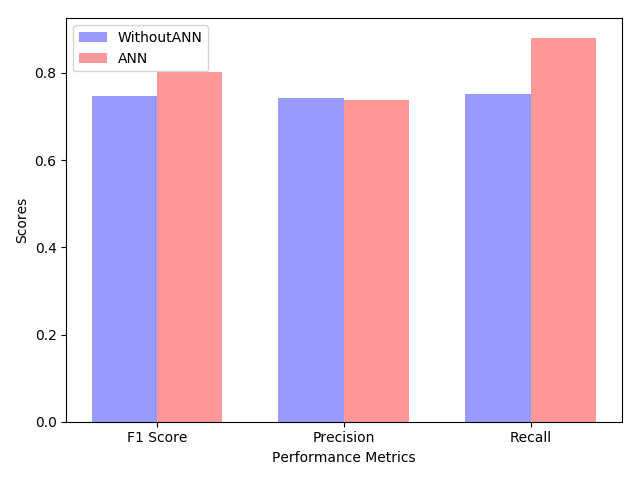 WithoutANN
ANN
Scores
0.8
0.6
0.4
0.2
0.0
F1 Score
Precision
Recall
Performance Metrics